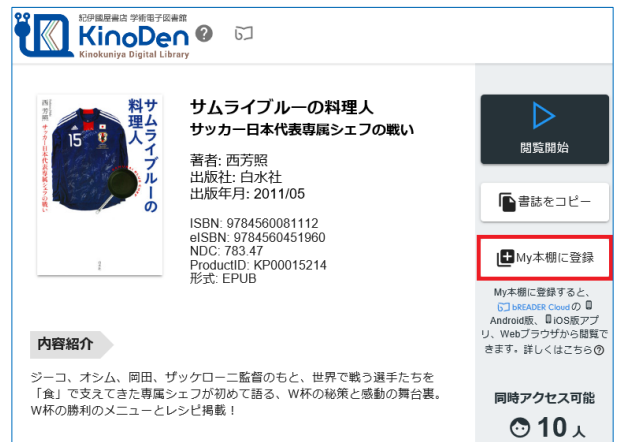 紀伊國屋書店 学術電子図書館
KinoDen
Kinokuniya Digital Library
サムライブルーの料理人
西芳照
サッカー日本代表専属シェフの戦い
15
サムライブルーの料理人
サッカー日本代表専属シェフの戦い
著者: 西芳照
出版社: 白水社
出版年月: 2011/05
ISBN: 9784560081112
eISBN: 9784560451960
NDC: 783.47
ProductID: KP00015214
形式: EPUB
内容紹介
ジーコ、オシム、岡田、ザッケローニ監督のもと、世界で戦う選手たちを
「食」で支えてきた専属シェフが初めて語る、W杯の秘策と感動の舞台裏。
W杯の勝利のメニューとレシピ掲載！
閲覧開始
書誌をコピー
My本棚に登録
My本棚に登録すると、
bREADER Cloud の
Android版、iOS版アプ
リ、Webブラウザから閲覧で
きます。詳しくはこちら
同時アクセス可能
10 人